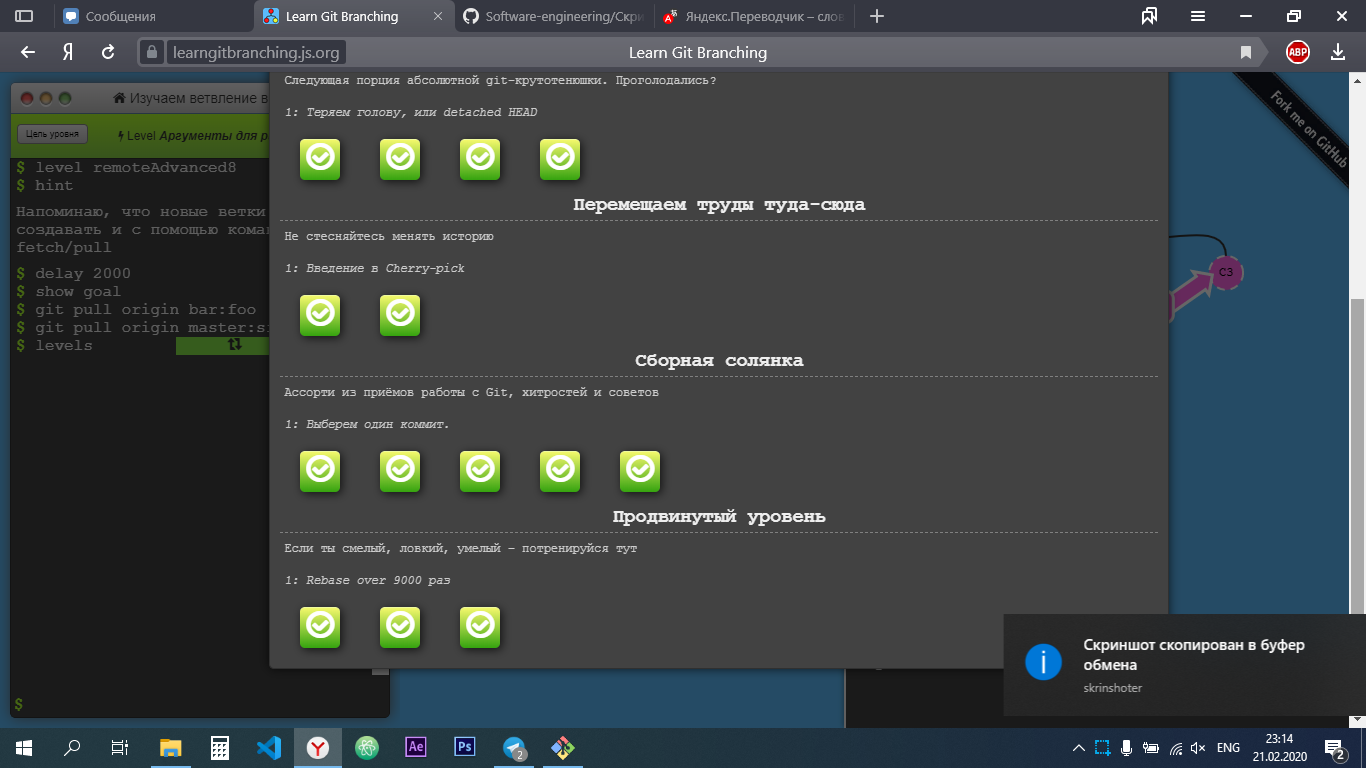 Сообщения
Learn Git Branching
Software-engineering/Скри
Яндекс.Переводчик – слов
learngitbranching.js.org
Learn Git Branching
ABP
Изучаем ветвление в
Цель уровня
Level Аргументы для p
$ level remoteAdvanced8
$ hint
Напоминаю, что новые ветки
создавать и с помощью кома
fetch/pull
$ delay 2000
$ show goal
$ git pull origin bar:foo
$ git pull origin master:s
$ levels
$
Следующая порция абсолютной git-крутотенюшки. Проголодались?
1: Теряем голову, или detached HEAD
Перемещаем труды туда-сюда
Не стесняйтесь менять историю
1: Введение в Cherry-pick
Сборная солянка
Ассорти из приёмов работы с Git, хитростей и советов
1: Выберем один коммит.
Продвинутый уровень
Если ты смелый, ловкий, умелый – потренируйся тут
1: Rebase over 9000 раз
Fork me on GitHub
C3
Скриншот скопирован в буфер
обмена
skrinshoter
Ae
Ps
2
ENG
23:14
21.02.2020
2